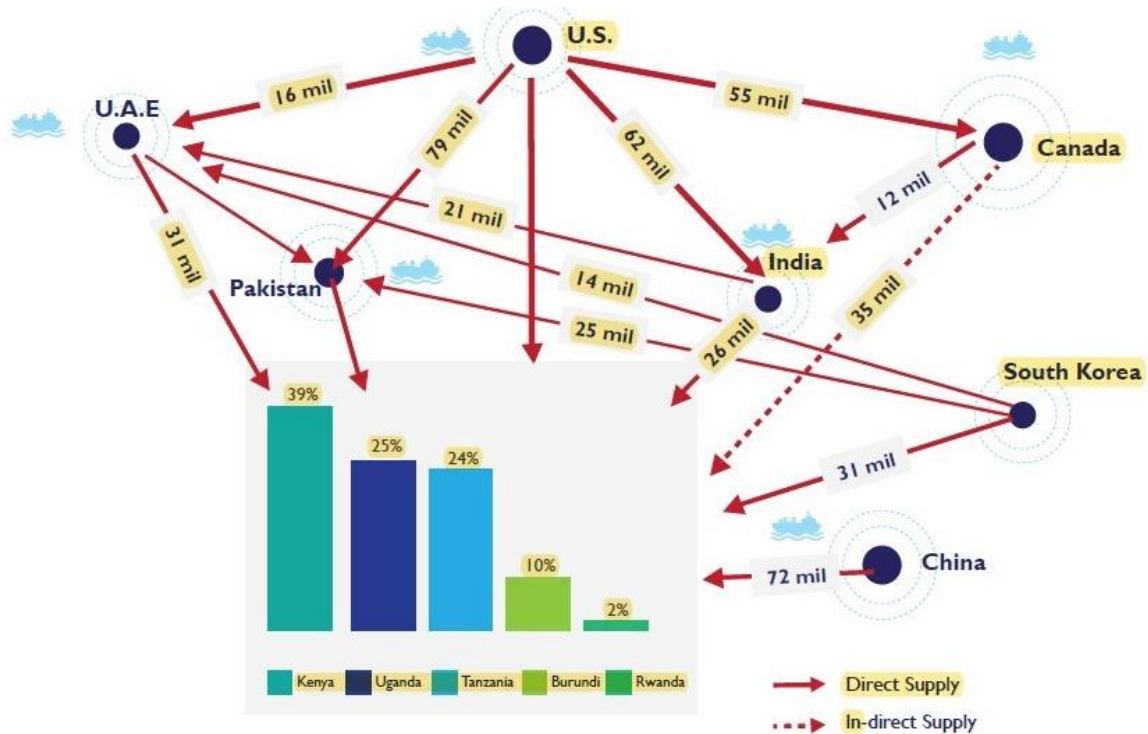 U.S.
U.A.E
16 mil
55 mil
79 mil
62 mil
Canada
12 mil
21 mil
31 mil
India
Pakistan
14 mil
35 mil
25 mil
26 mil
South Korea
39%
25%
24%
31 mil
10%
China
72 mil
2%
Kenya Uganda Tanzania Burundi Rwanda
Direct Supply
In-direct Supply